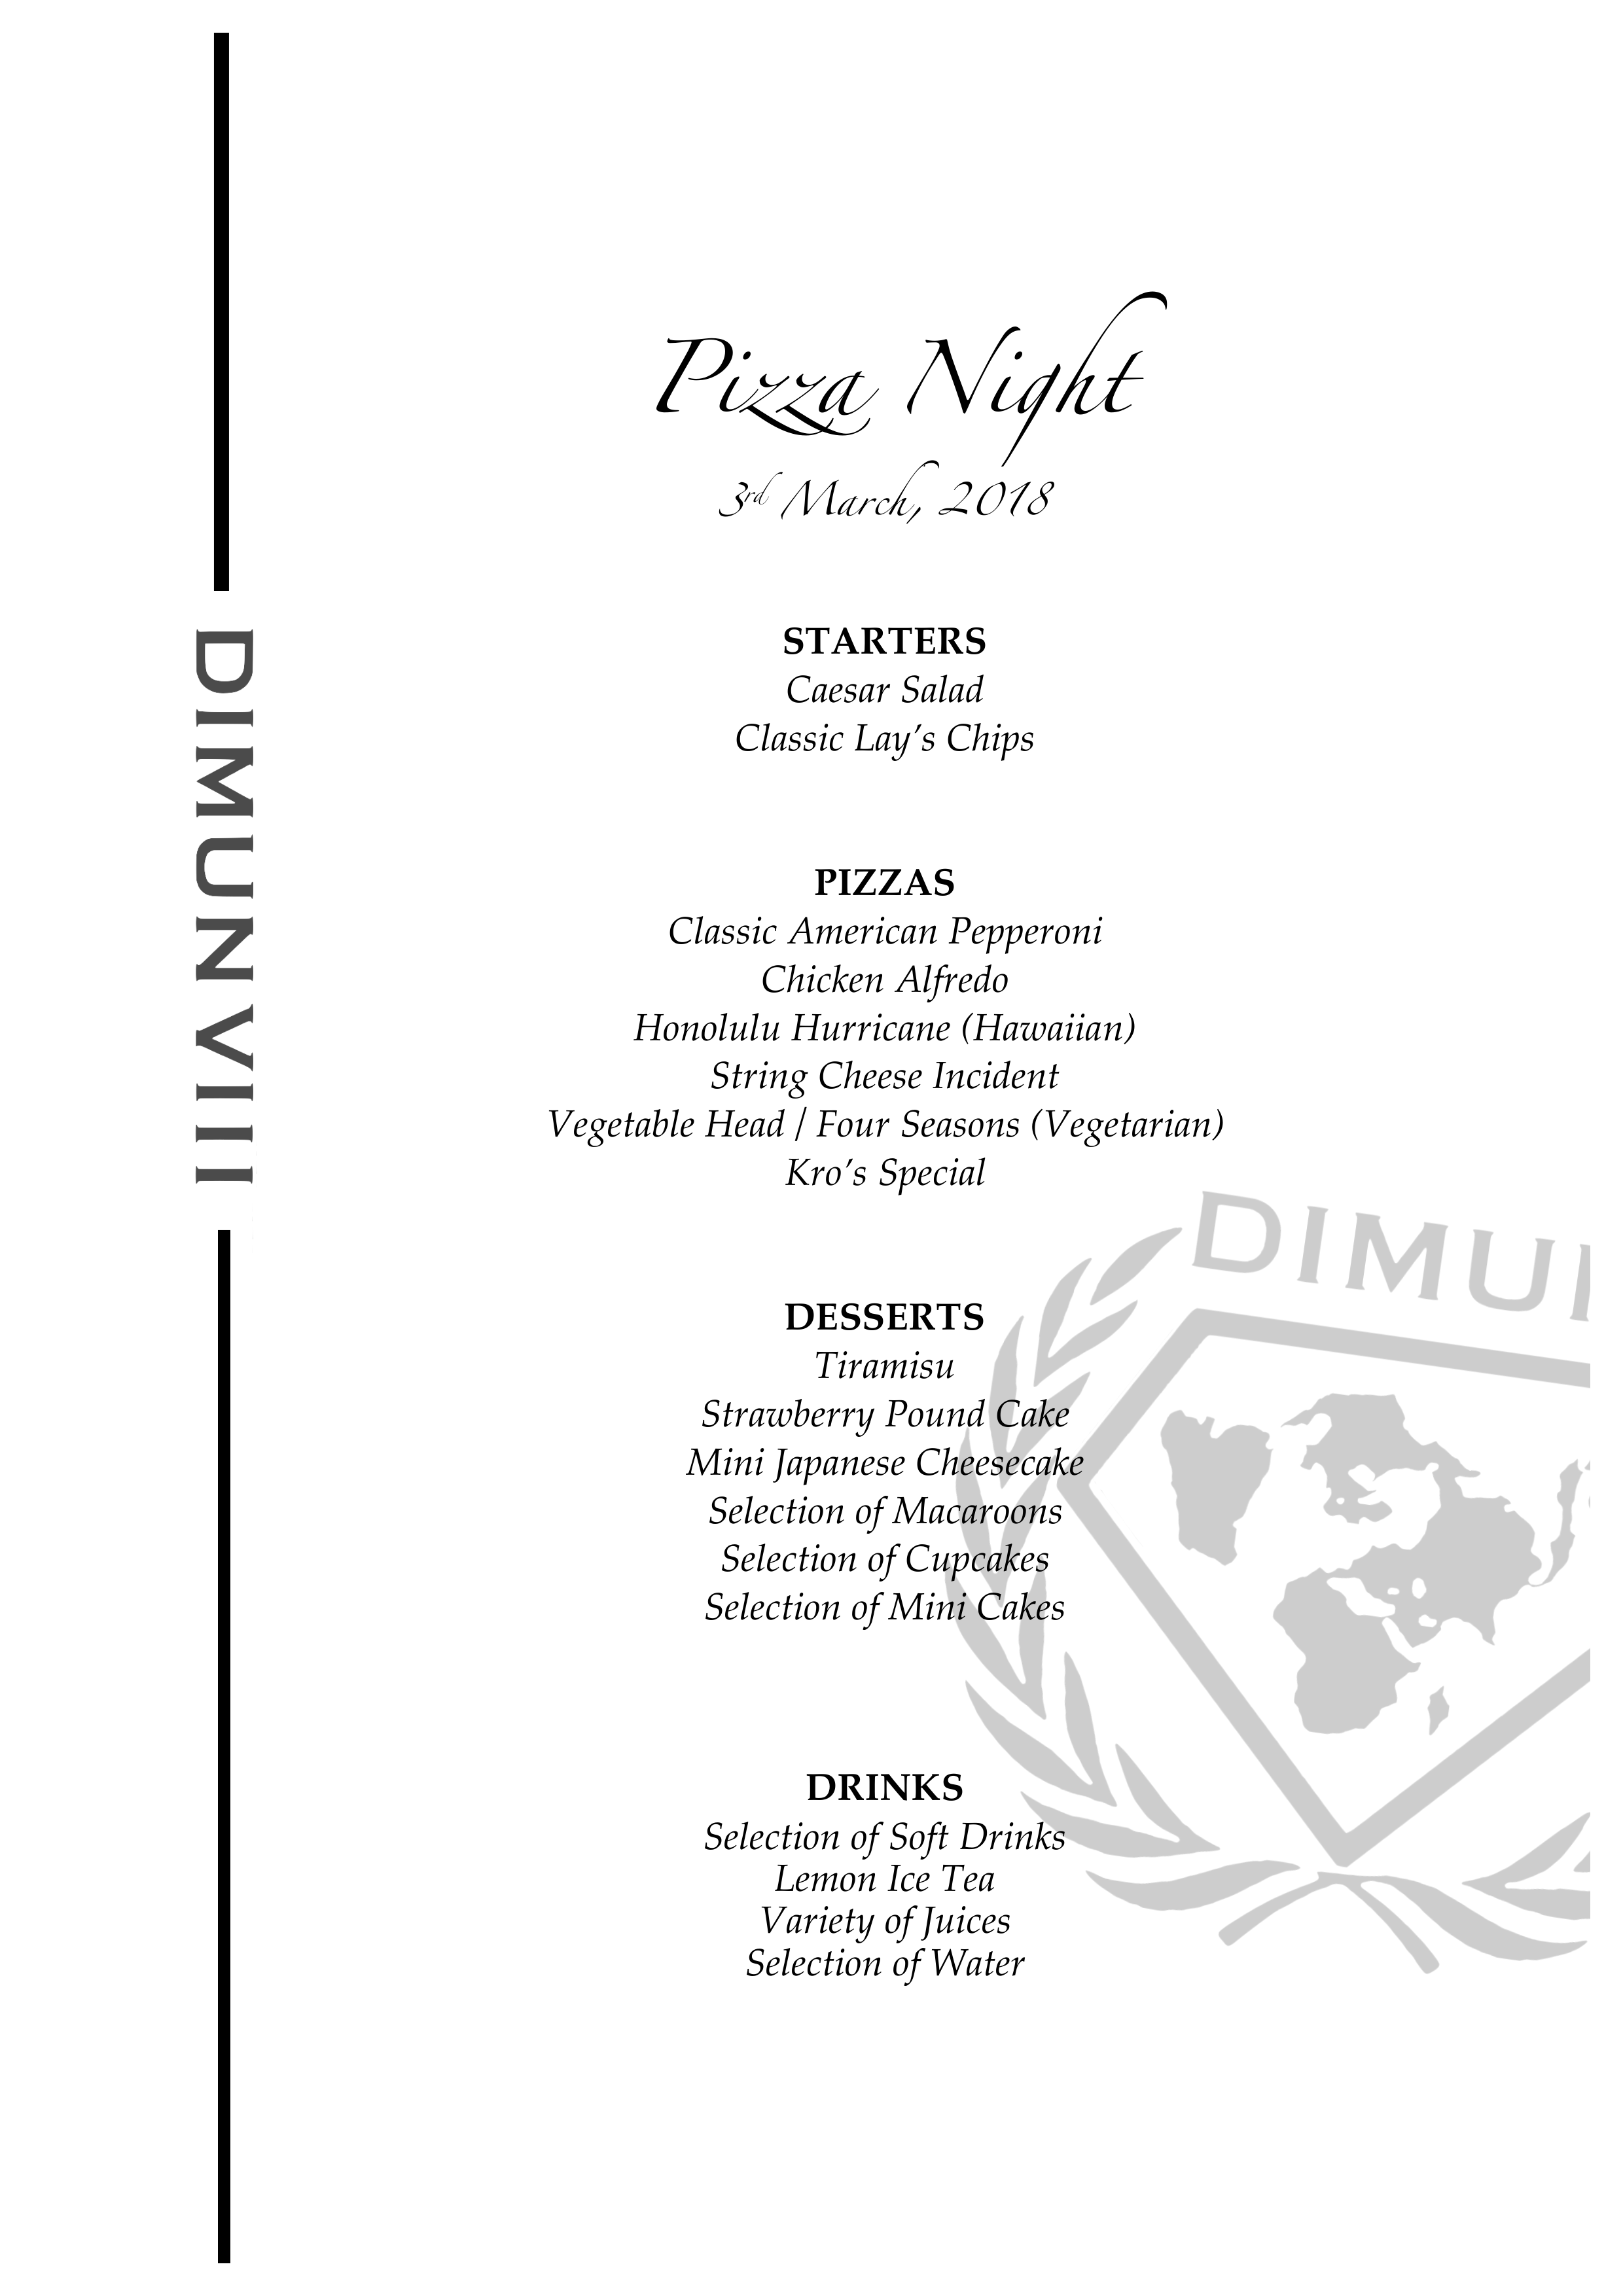 Pizza Night
3rd March, 2018
DIMUN VIII
STARTERS
Caesar Salad
Classic Lay’s Chips
PIZZAS
Classic American Pepperoni
Chicken Alfredo
Honolulu Hurricane (Hawaiian)
String Cheese Incident
Vegetable Head / Four Seasons (Vegetarian)
Kro’s Special
DIMU
DESSERTS
Tiramisu
Strawberry Pound Cake
Mini Japanese Cheesecake
Selection of Macaroons
Selection of Cupcakes
Selection of Mini Cakes
DRINKS
Selection of Soft Drinks
Lemon Ice Tea
Variety of Juices
Selection of Water